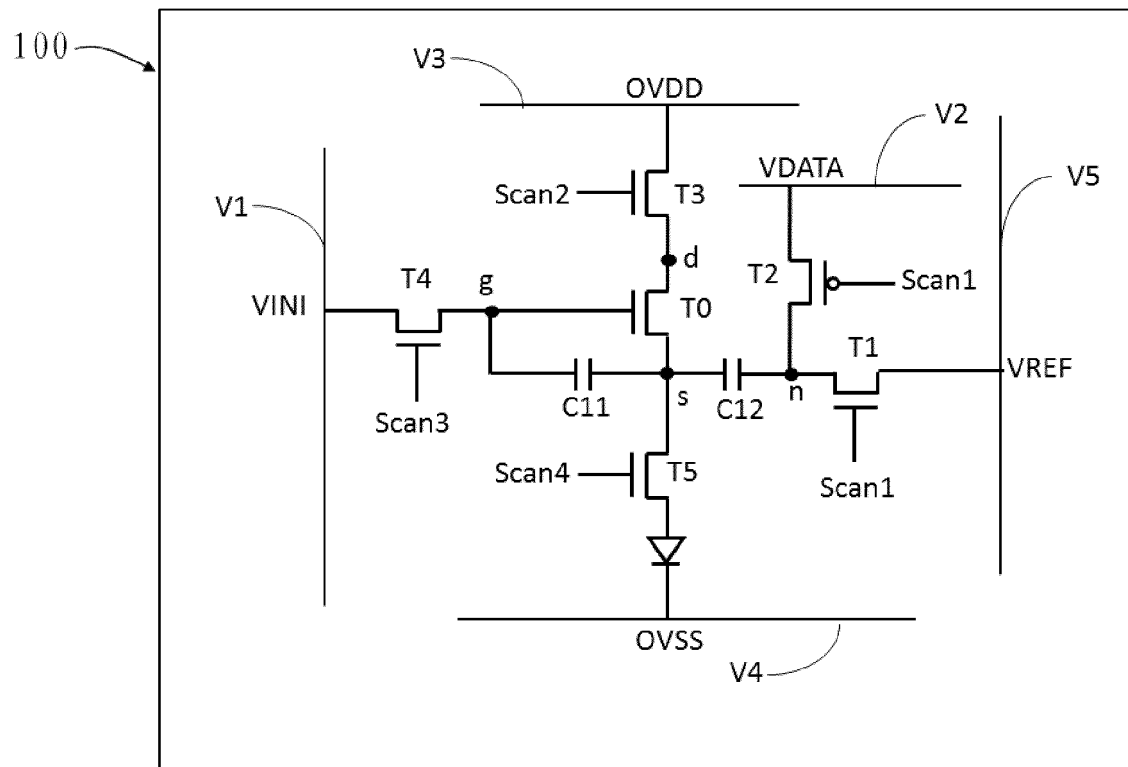 100
V3
OVDD
V2
VDATA
V5
V1
Scan2
T3
d
T4
g
T2
Scan1
VINI
T0
T1
VREF
C11
s
C12
n
Scan3
Scan4
T5
Scan1
OVSS
V4